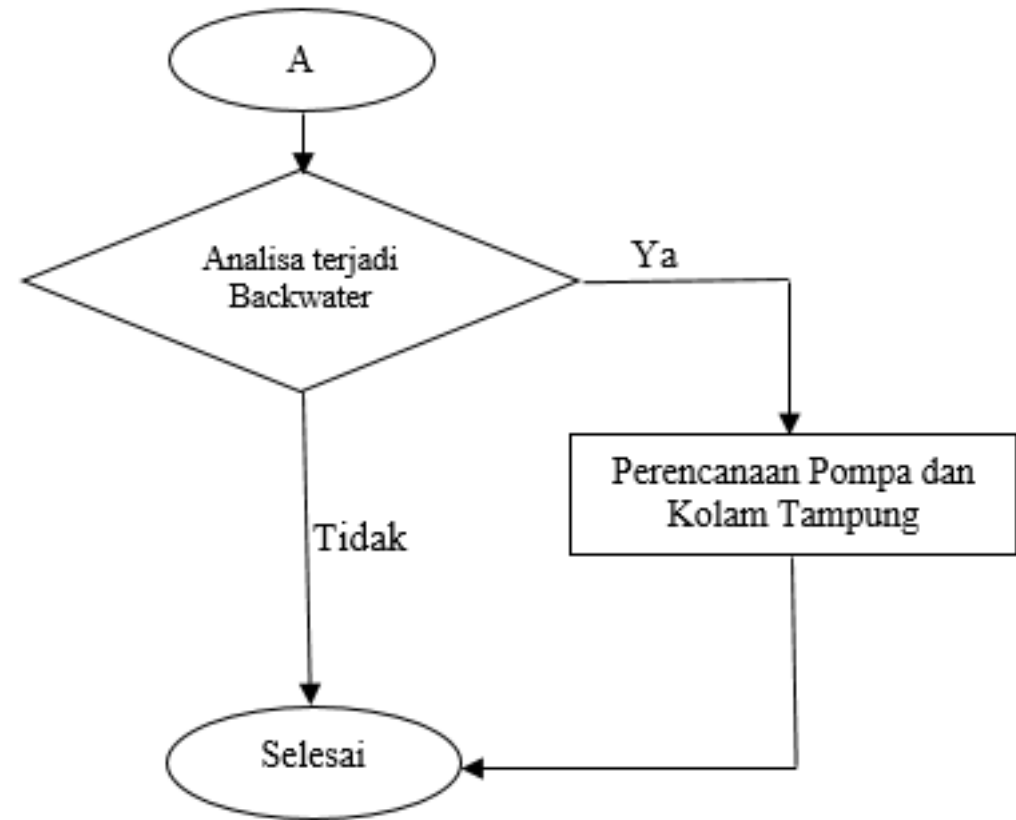 A
Analisa terjadi
Backwater
Ya
Perencanaan Pompa dan
Kolam Tampung
Tidak
Selesai